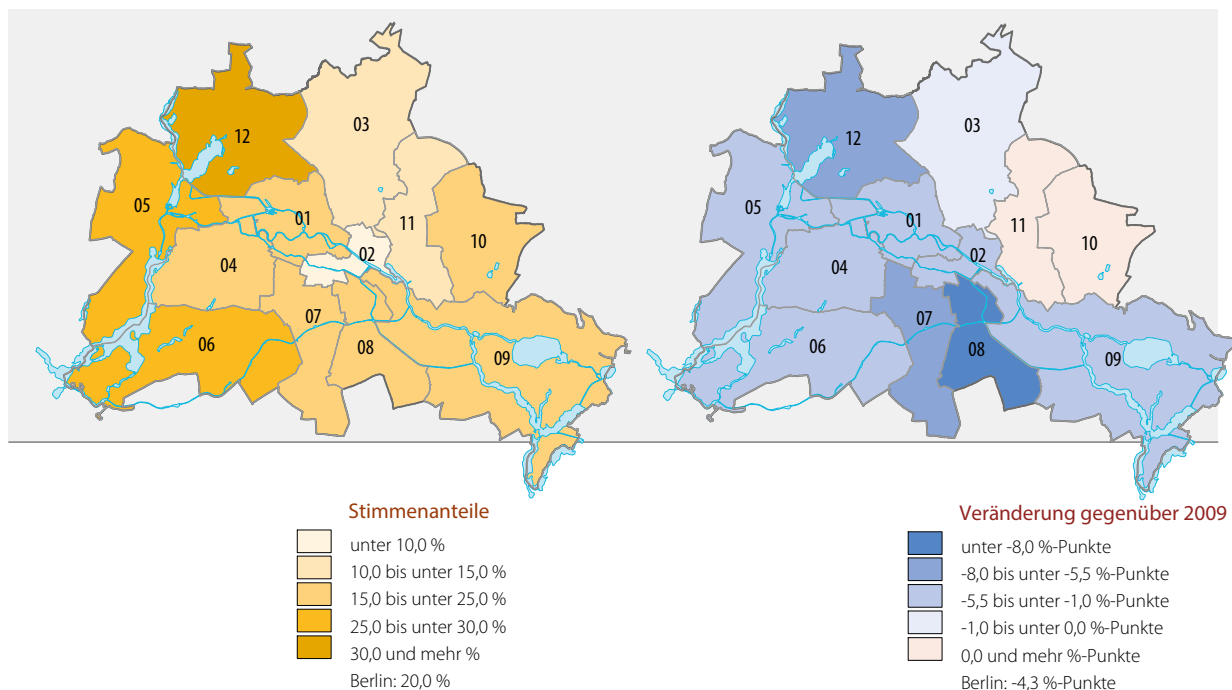 12
03
05
01
11
02
10
04
07
06
08
09
Stimmenanteile
unter 10,0 %
10,0 bis unter 15,0 %
15,0 bis unter 25,0 %
25,0 bis unter 30,0 %
30,0 und mehr %
Berlin: 20,0 %
12
03
05
01
11
02
10
04
07
06
08
09
Veränderung gegenüber 2009
unter -8,0 %-Punkte
-8,0 bis unter -5,5 %-Punkte
-5,5 bis unter -1,0 %-Punkte
-1,0 bis unter 0,0 %-Punkte
0,0 und mehr %-Punkte
Berlin: -4,3 %-Punkte